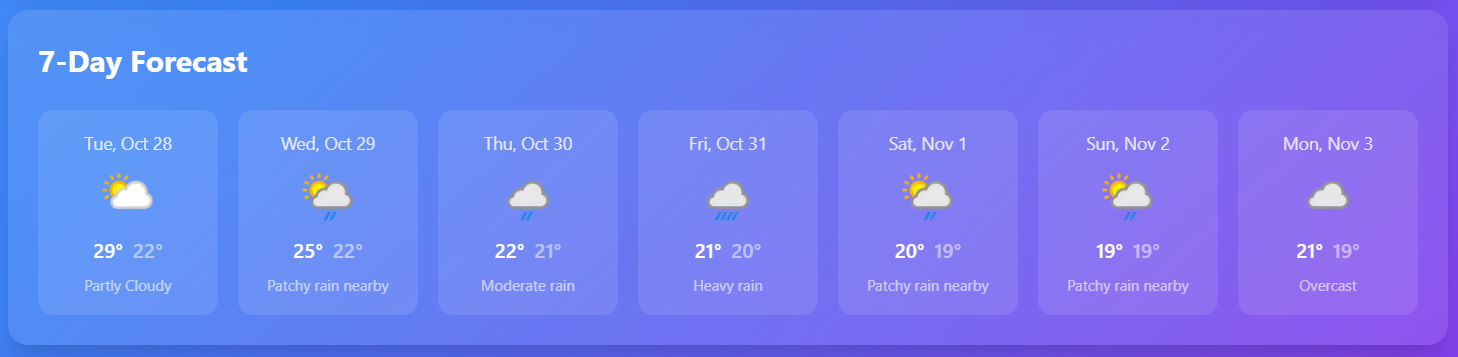 7-Day Forecast
Tue, Oct 28
29° 22°
Partly Cloudy
Wed, Oct 29
25° 22°
Patchy rain nearby
Thu, Oct 30
22° 21°
Moderate rain
Fri, Oct 31
21° 20°
Heavy rain
Sat, Nov 1
20° 19°
Patchy rain nearby
Sun, Nov 2
19° 19°
Patchy rain nearby
Mon, Nov 3
21° 19°
Overcast